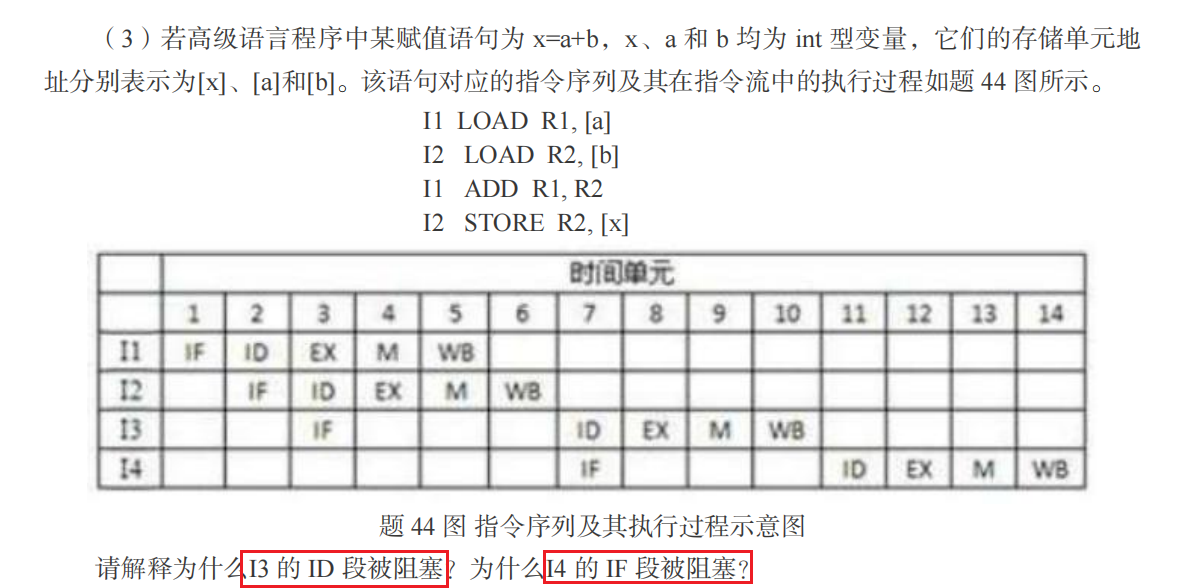 （3）若高级语言程序中某赋值语句为 x=a+b，x、a 和 b 均为 int 型变量，它们的存储单元地
址分别表示为[x]、[a]和[b]。该语句对应的指令序列及其在指令流中的执行过程如题 44 图所示。
I1 LOAD R1, [a]
I2 LOAD R2, [b]
I1 ADD R1, R2
I2 STORE R2, [x]
时间单元
1 2 3 4 5 6 7 8 9 10 11 12 13 14
I1 IF ID EX M WB
I2 IF ID EX M WB
I3 IF ID EX M WB
I4 IF ID EX M WB
题 44 图 指令序列及其执行过程示意图
请解释为什么I3 的 ID 段被阻塞？为什么I4 的 IF 段被阻塞？